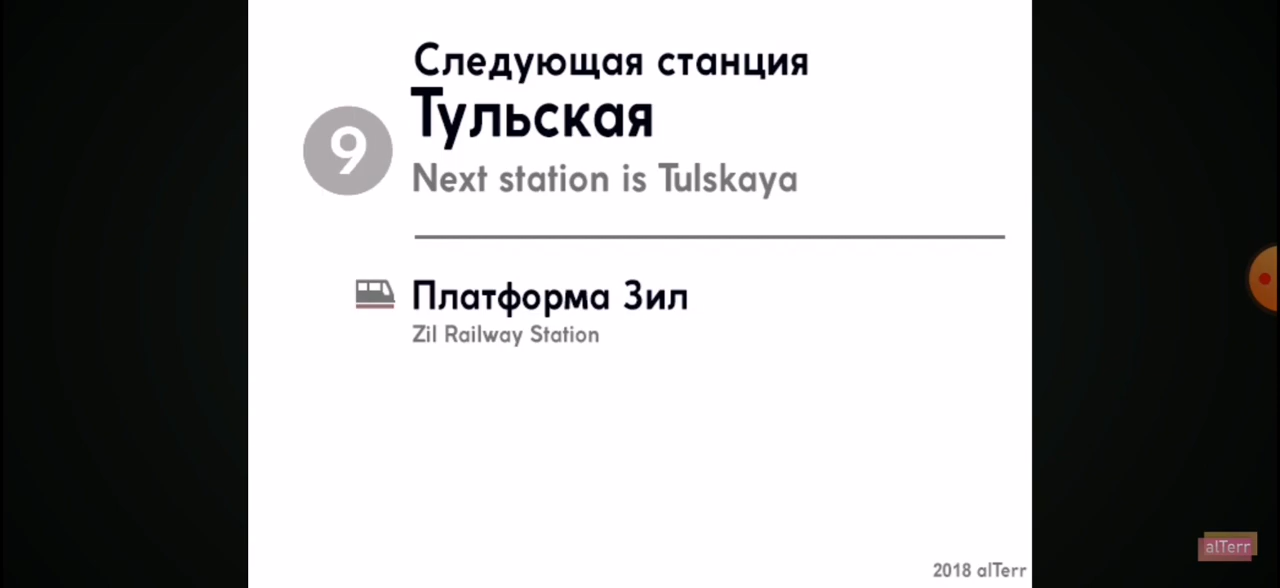 Следующая станция
9
Тульская
Next station is Tulskaya
Платформа Зил
Zil Railway Station
alTerr
2018 alTerr